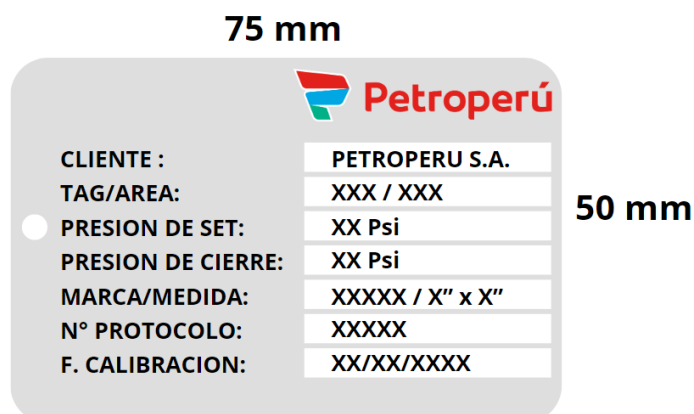 75 mm
Petroperú
CLIENTE : PETROPERU S.A.
TAG/AREA: XXX / XXX
50 mm
PRESION DE SET: XX Psi
PRESION DE CIERRE: XX Psi
MARCA/MEDIDA: XXXXX / X” x X”
N° PROTOCOLO: XXXXX
F. CALIBRACION: XX/XX/XXXX